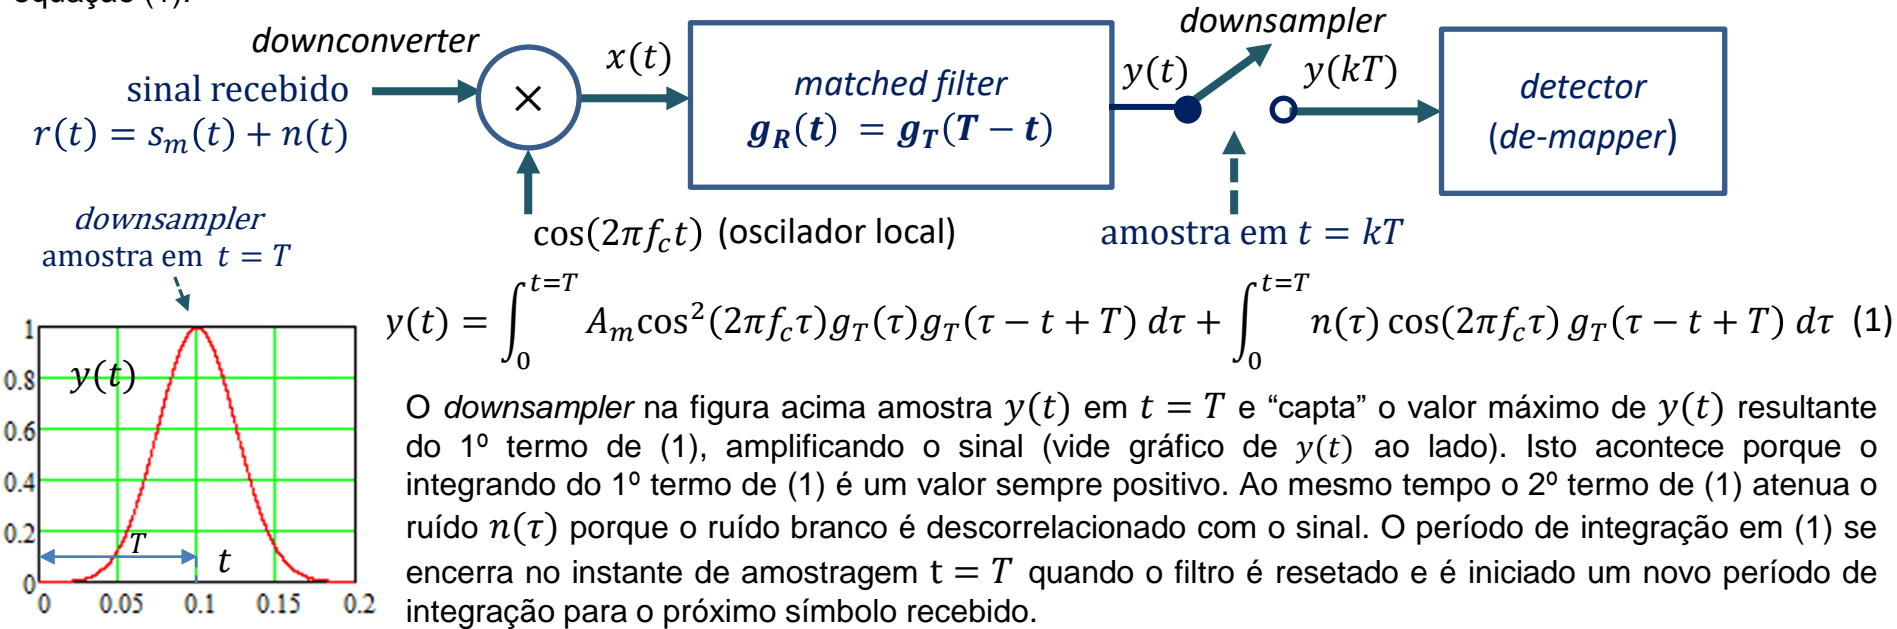 equação (1).
downconverter
downsampler
sinal recebido
r(t) = s_m(t) + n(t)
×
x(t)
matched filter
g_R(t) = g_T(T − t)
y(t)
y(kT)
detector
(de-mapper)
cos(2πf_c t) (oscilador local)
amostra em t = kT
downsampler
amostra em t = T
y(t) = ∫_0^{t=T} A_m cos²(2πf_c τ)g_T(τ)g_T(τ − t + T) dτ + ∫_0^{t=T} n(τ) cos(2πf_c τ) g_T(τ − t + T) dτ (1)
1
0.8
0.6
0.4
0.2
0
y(t)
T
t
0 0.05 0.1 0.15 0.2
O downsampler na figura acima amostra y(t) em t = T e “capta” o valor máximo de y(t) resultante
do 1º termo de (1), amplificando o sinal (vide gráfico de y(t) ao lado). Isto acontece porque o
integrando do 1º termo de (1) é um valor sempre positivo. Ao mesmo tempo o 2º termo de (1) atenua o
ruído n(τ) porque o ruído branco é descorrelacionado com o sinal. O período de integração em (1) se
encerra no instante de amostragem t = T quando o filtro é resetado e é iniciado um novo período de
integração para o próximo símbolo recebido.